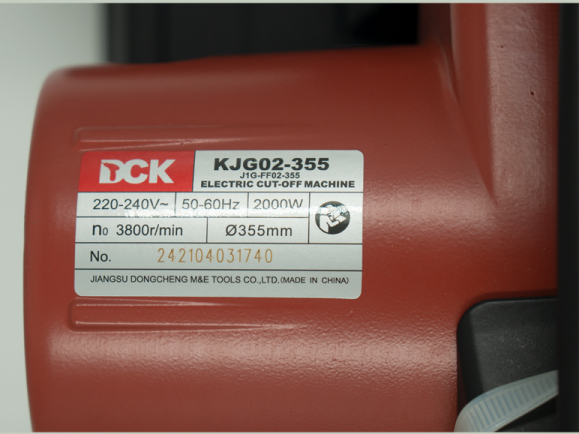 DCK
KJG02-355
J1G-FF02-355
ELECTRIC CUT-OFF MACHINE
220-240V~ 50-60Hz 2000W
n0 3800r/min Ø355mm
No. 242104031740
JIANGSU DONGCHENG M&E TOOLS CO.,LTD.(MADE IN CHINA)